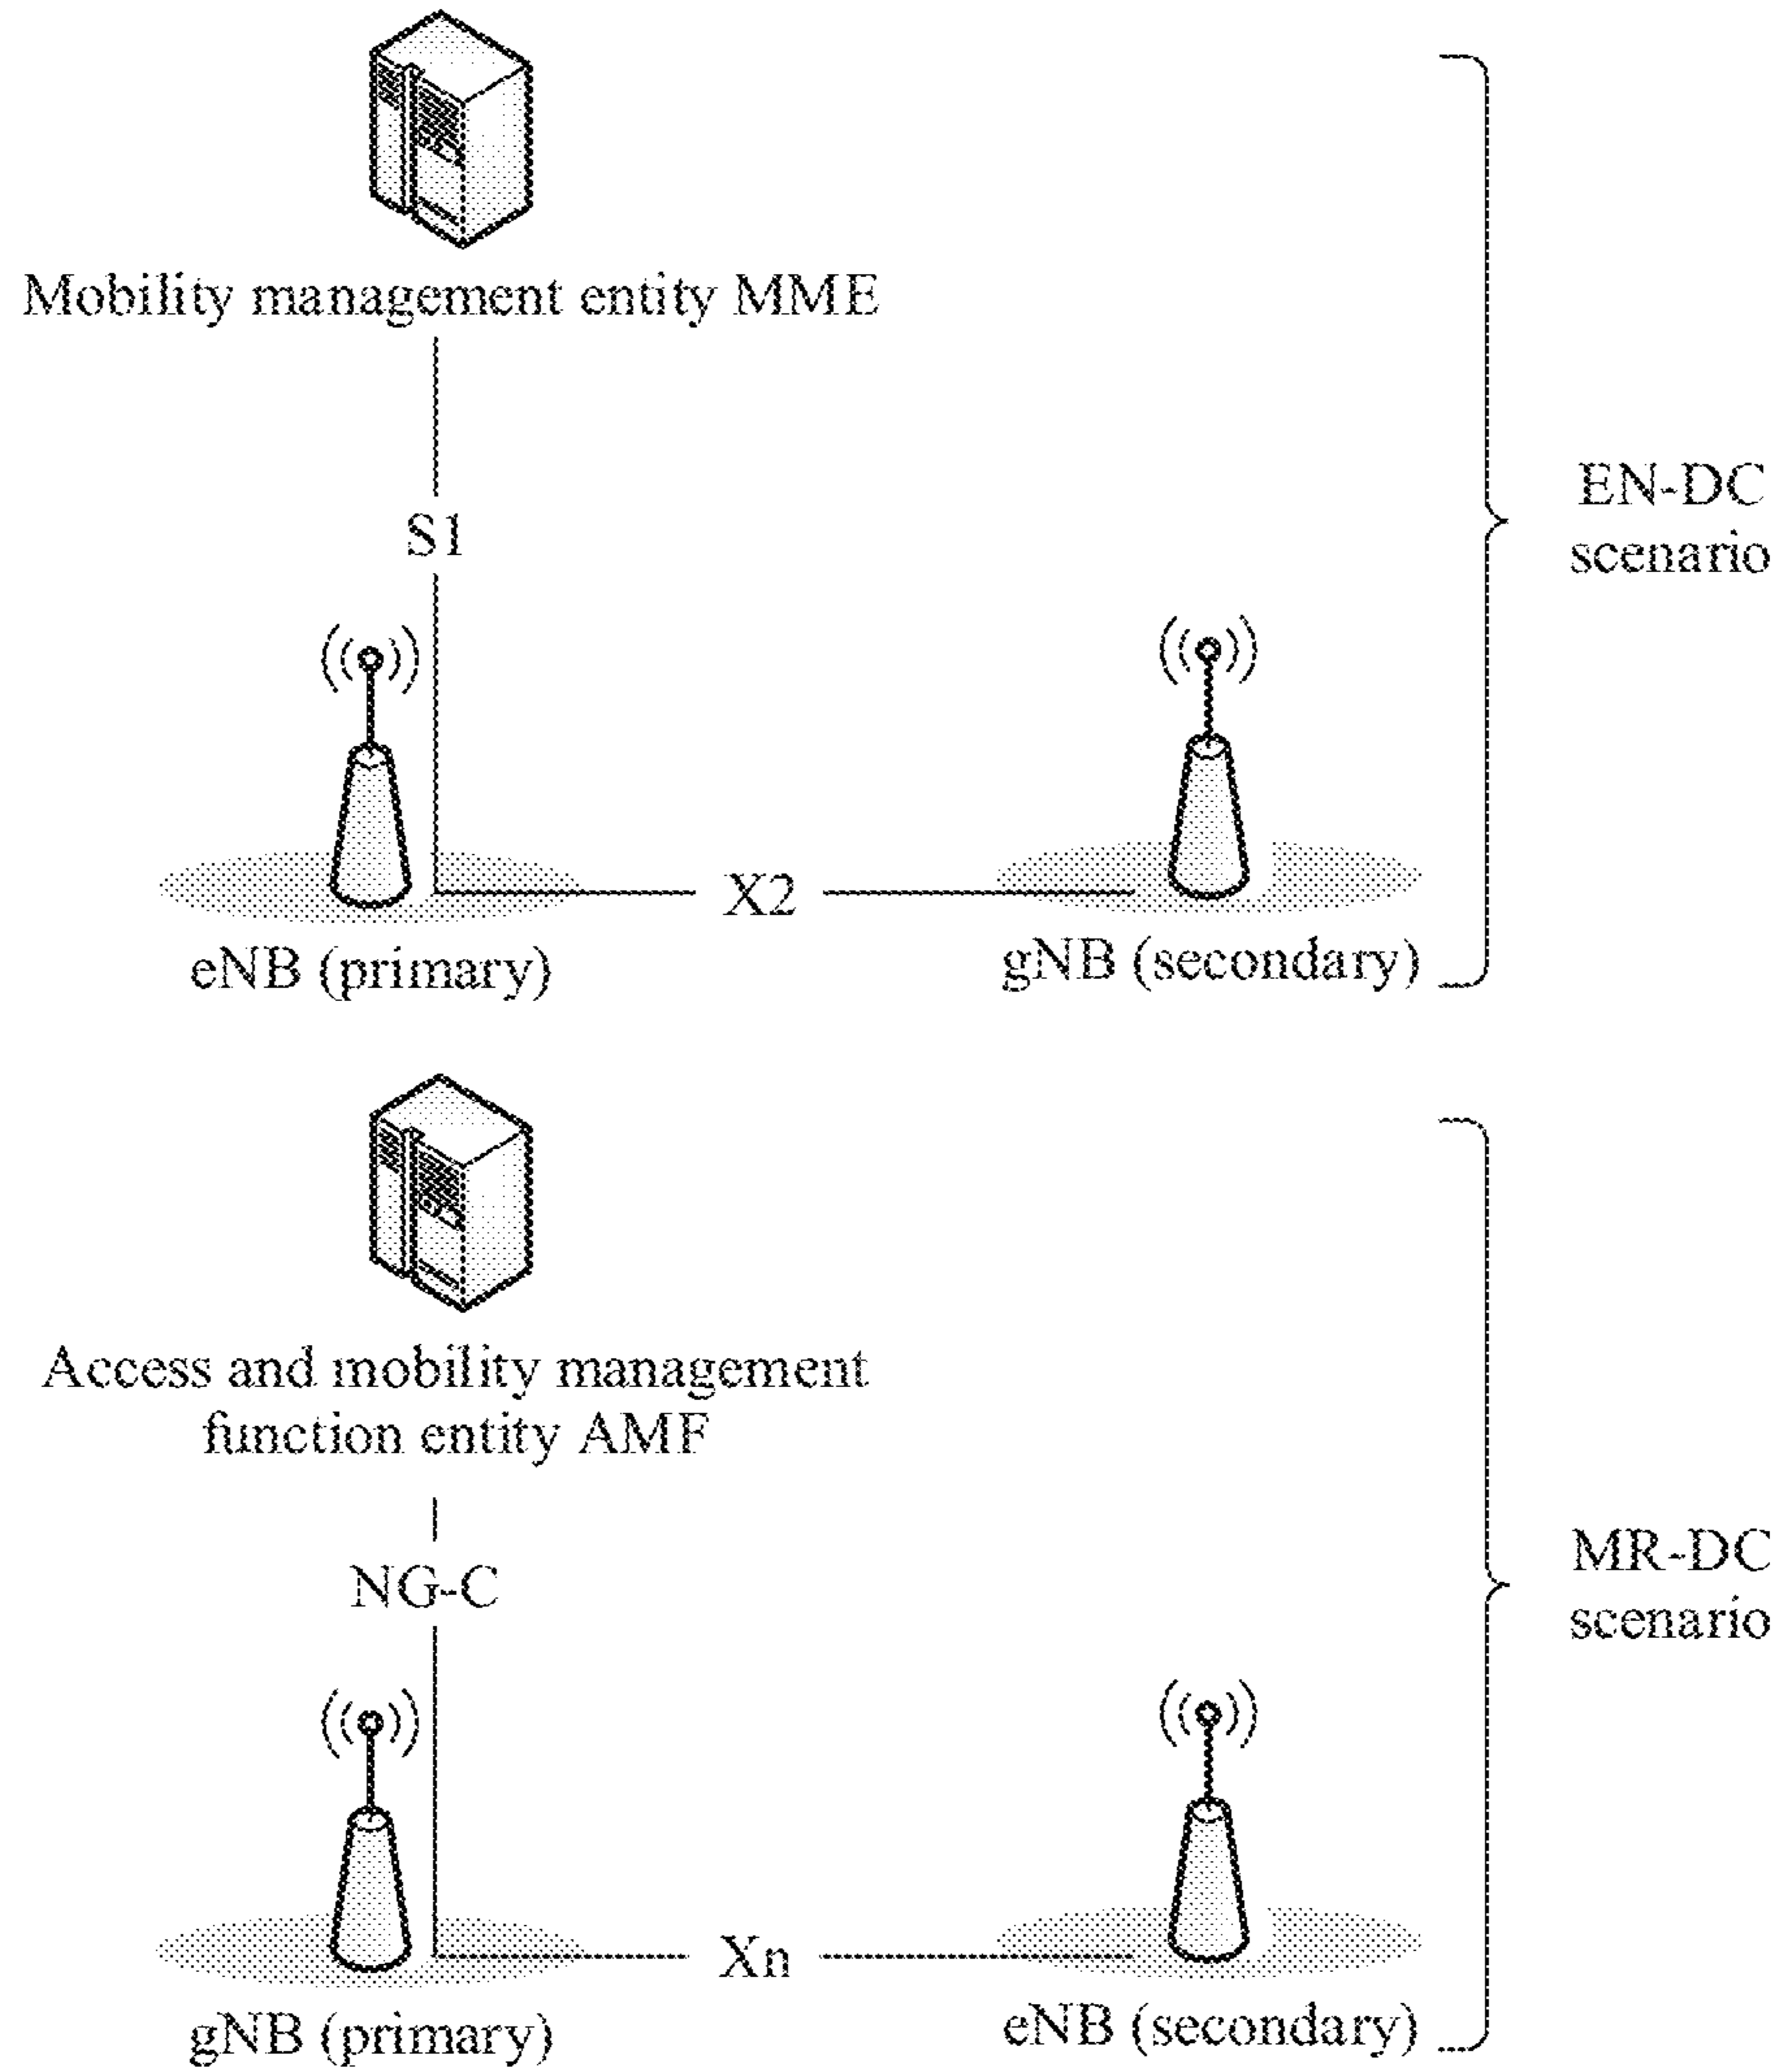 Mobility management entity MME
S1
EN-DC
scenario
X2
eNB (primary)
gNB (secondary)
Access and mobility management
function entity AMF
NG-C
MR-DC
scenario
Xn
gNB (primary)
eNB (secondary)